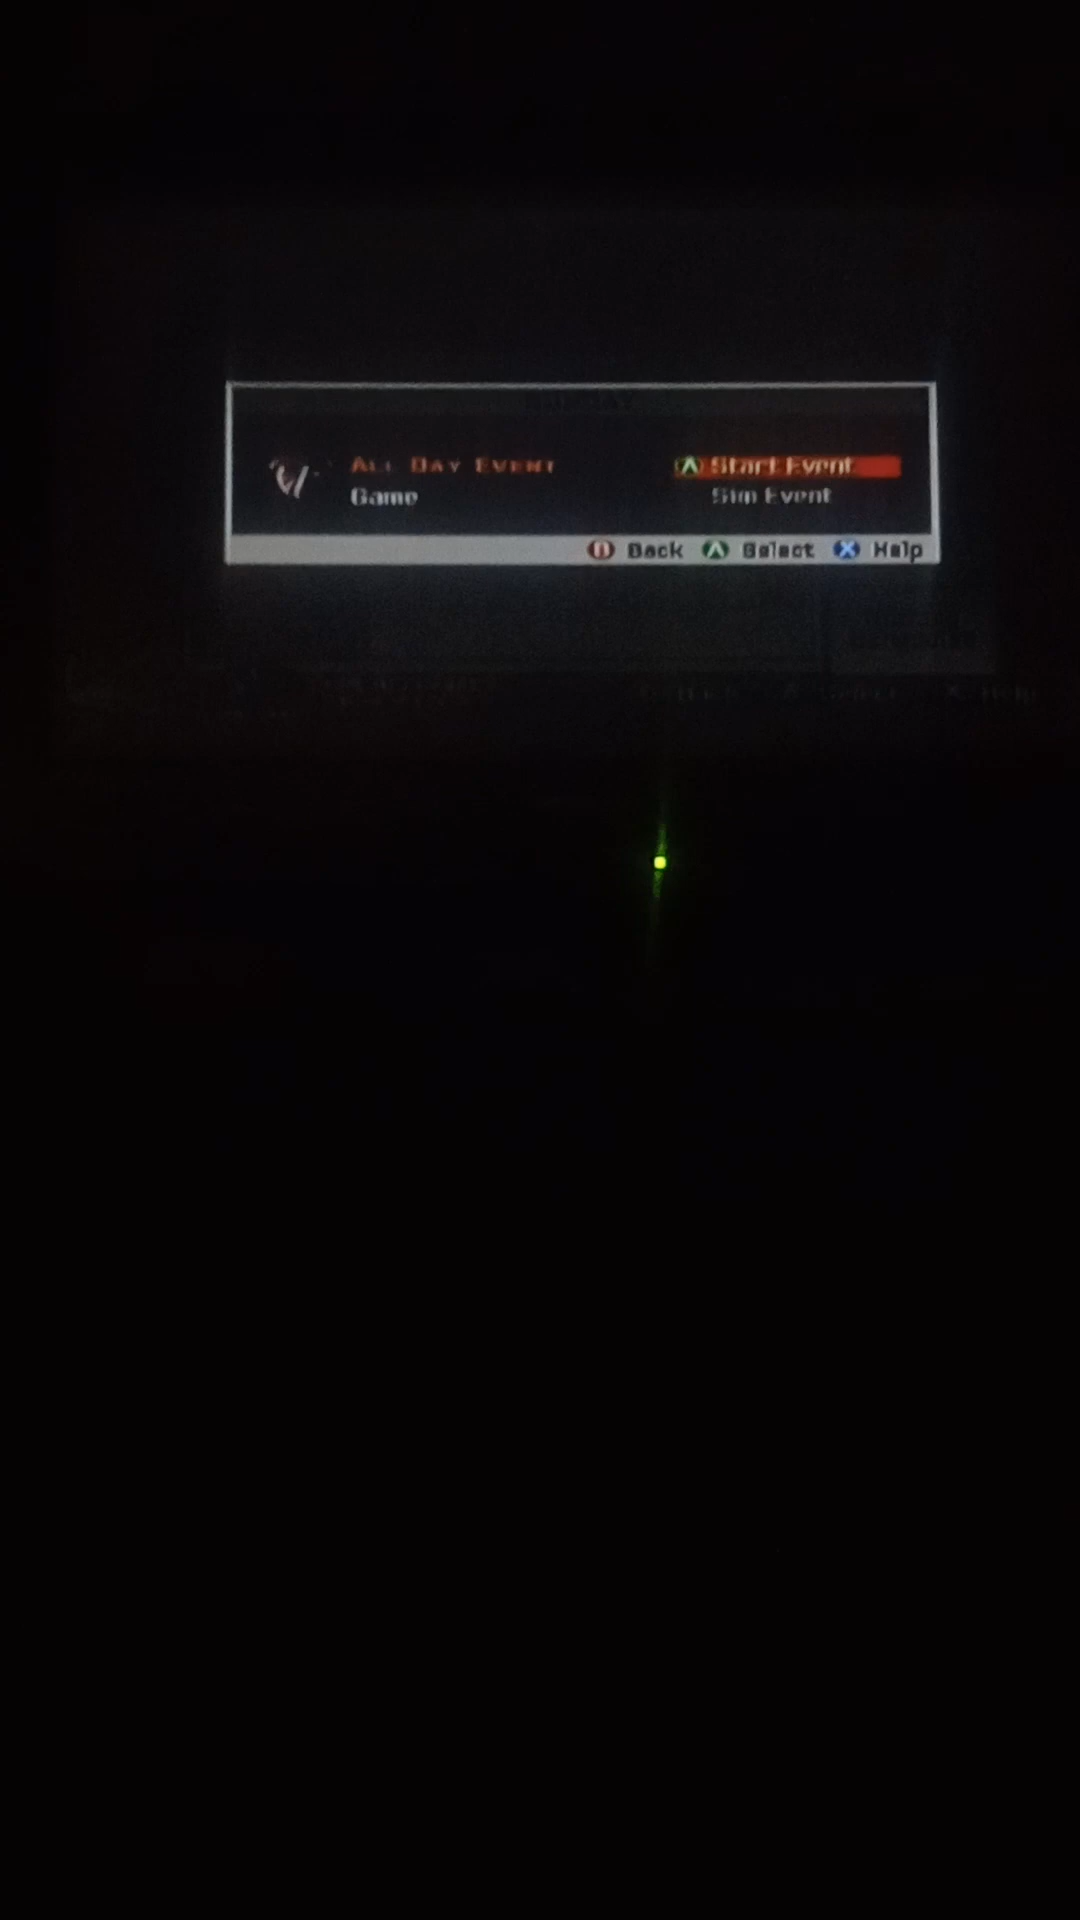 ALL DAY EVENT
Start Event
Game
Sim Event
Back Select Help